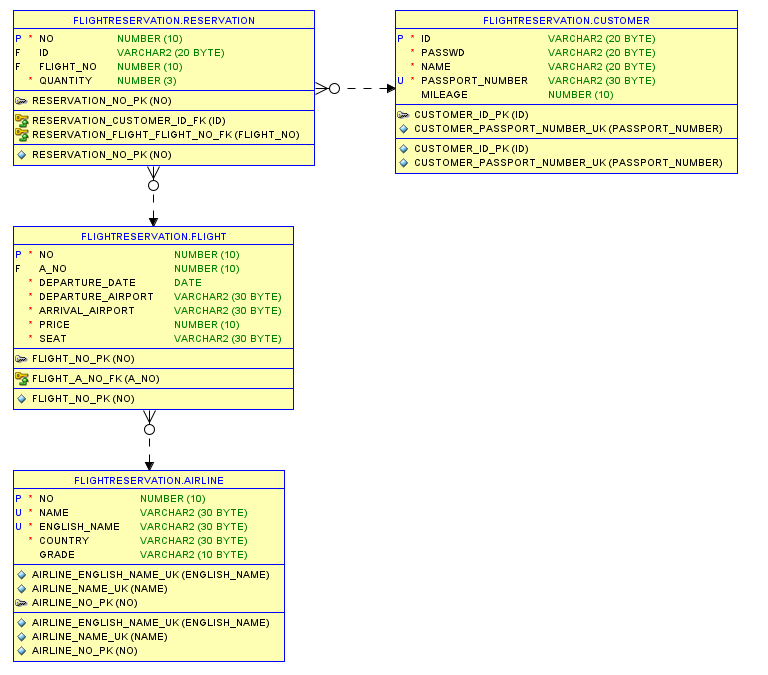 FLIGHTRESERVATION.RESERVATION
P * NO NUMBER (10)
F ID VARCHAR2 (20 BYTE)
F FLIGHT_NO NUMBER (10)
* QUANTITY NUMBER (3)
RESERVATION_NO_PK (NO)
RESERVATION_CUSTOMER_ID_FK (ID)
RESERVATION_FLIGHT_FLIGHT_NO_FK (FLIGHT_NO)
RESERVATION_NO_PK (NO)
FLIGHTRESERVATION.CUSTOMER
P * ID VARCHAR2 (20 BYTE)
* PASSWD VARCHAR2 (20 BYTE)
* NAME VARCHAR2 (20 BYTE)
U * PASSPORT_NUMBER VARCHAR2 (30 BYTE)
MILEAGE NUMBER (10)
CUSTOMER_ID_PK (ID)
CUSTOMER_PASSPORT_NUMBER_UK (PASSPORT_NUMBER)
CUSTOMER_ID_PK (ID)
CUSTOMER_PASSPORT_NUMBER_UK (PASSPORT_NUMBER)
FLIGHTRESERVATION.FLIGHT
P * NO NUMBER (10)
F A_NO NUMBER (10)
* DEPARTURE_DATE DATE
* DEPARTURE_AIRPORT VARCHAR2 (30 BYTE)
* ARRIVAL_AIRPORT VARCHAR2 (30 BYTE)
* PRICE NUMBER (10)
* SEAT VARCHAR2 (30 BYTE)
FLIGHT_NO_PK (NO)
FLIGHT_A_NO_FK (A_NO)
FLIGHT_NO_PK (NO)
FLIGHTRESERVATION.AIRLINE
P * NO NUMBER (10)
U * NAME VARCHAR2 (30 BYTE)
U * ENGLISH_NAME VARCHAR2 (30 BYTE)
* COUNTRY VARCHAR2 (30 BYTE)
GRADE VARCHAR2 (10 BYTE)
AIRLINE_ENGLISH_NAME_UK (ENGLISH_NAME)
AIRLINE_NAME_UK (NAME)
AIRLINE_NO_PK (NO)
AIRLINE_ENGLISH_NAME_UK (ENGLISH_NAME)
AIRLINE_NAME_UK (NAME)
AIRLINE_NO_PK (NO)